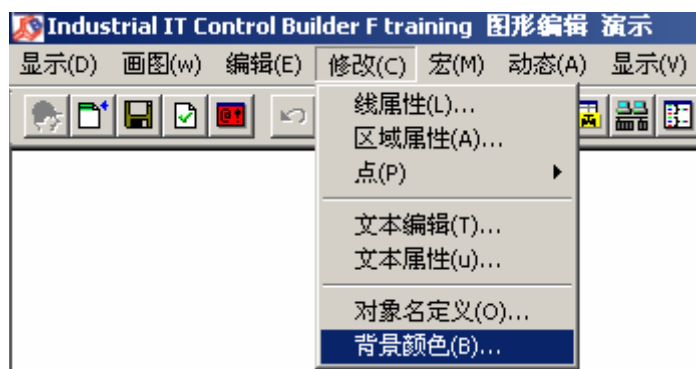 Industrial IT Control Builder F training 图形编辑 演示
显示(D) 画图(w) 编辑(E) 修改(C) 宏(M) 动态(A) 显示(V)
线属性(L)...
区域属性(A)...
点(P)
文本编辑(T)...
文本属性(u)...
对象名定义(O)...
背景颜色(B)...